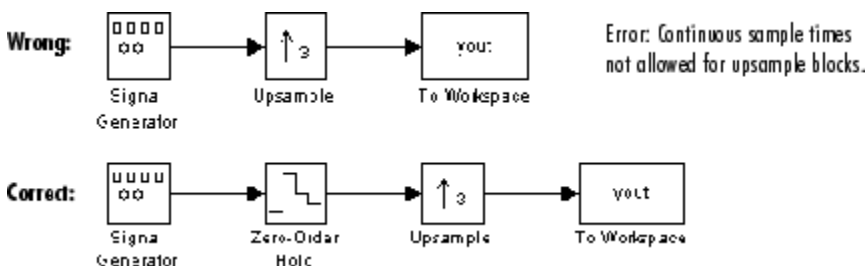 Wrong:
↑3
yout
Error: Continuous sample times
not allowed for upsample blocks.
Signa
Generator
Upsample
To Workspace
Correct:
↑3
yout
Signa
Generator
Zero-Order
Hold
Upsample
To Workspace